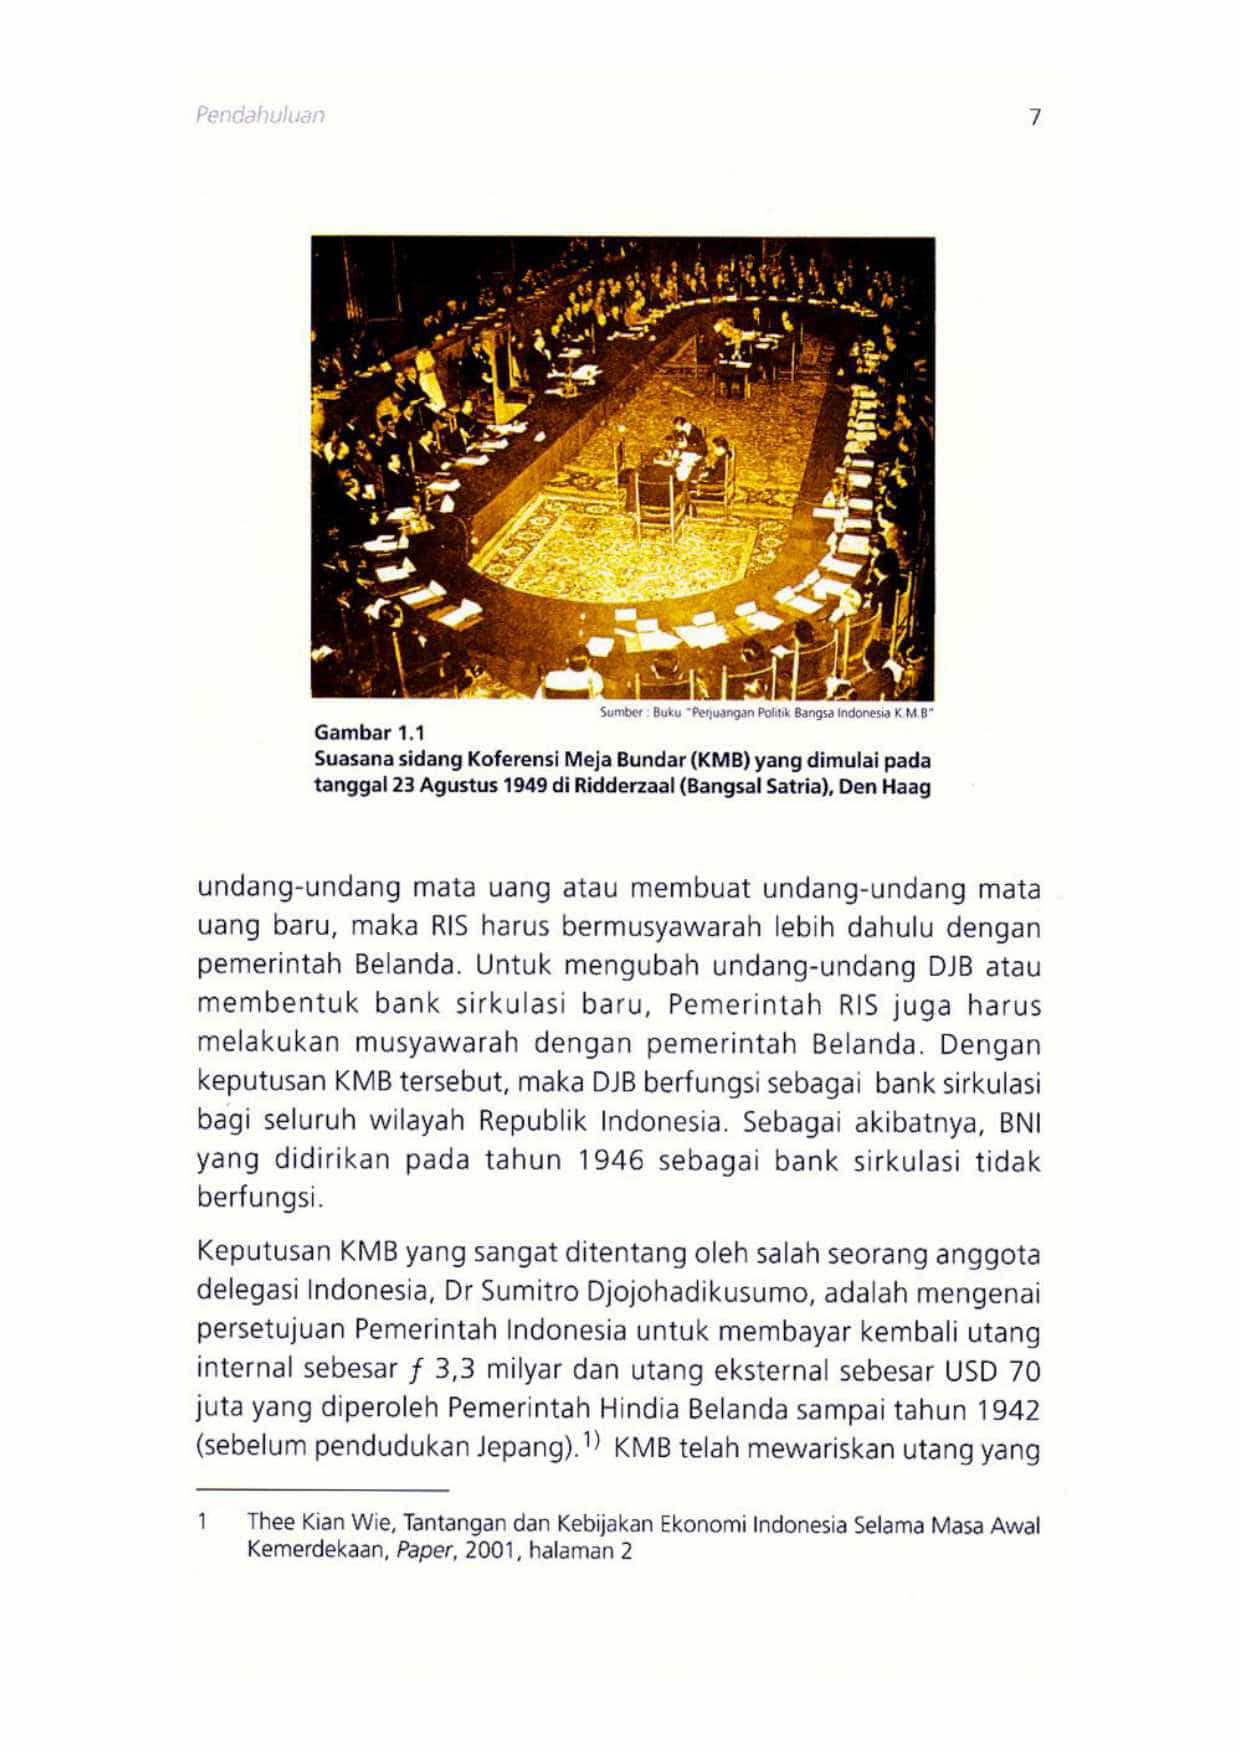 Pendahuluan
7
Sumber : Buku "Perjuangan Politik Bangsa Indonesia K.M.B"
Gambar 1.1
Suasana sidang Koferensi Meja Bundar (KMB) yang dimulai pada
tanggal 23 Agustus 1949 di Ridderzaal (Bangsal Satria), Den Haag
undang-undang mata uang atau membuat undang-undang mata
uang baru, maka RIS harus bermusyawarah lebih dahulu dengan
pemerintah Belanda. Untuk mengubah undang-undang DJB atau
membentuk bank sirkulasi baru, Pemerintah RIS juga harus
melakukan musyawarah dengan pemerintah Belanda. Dengan
keputusan KMB tersebut, maka DJB berfungsi sebagai bank sirkulasi
bagi seluruh wilayah Republik Indonesia. Sebagai akibatnya, BNI
yang didirikan pada tahun 1946 sebagai bank sirkulasi tidak
berfungsi.
Keputusan KMB yang sangat ditentang oleh salah seorang anggota
delegasi Indonesia, Dr Sumitro Djojohadikusumo, adalah mengenai
persetujuan Pemerintah Indonesia untuk membayar kembali utang
internal sebesar ƒ 3,3 milyar dan utang eksternal sebesar USD 70
juta yang diperoleh Pemerintah Hindia Belanda sampai tahun 1942
(sebelum pendudukan Jepang).1) KMB telah mewariskan utang yang
1 Thee Kian Wie, Tantangan dan Kebijakan Ekonomi Indonesia Selama Masa Awal
Kemerdekaan, Paper, 2001, halaman 2